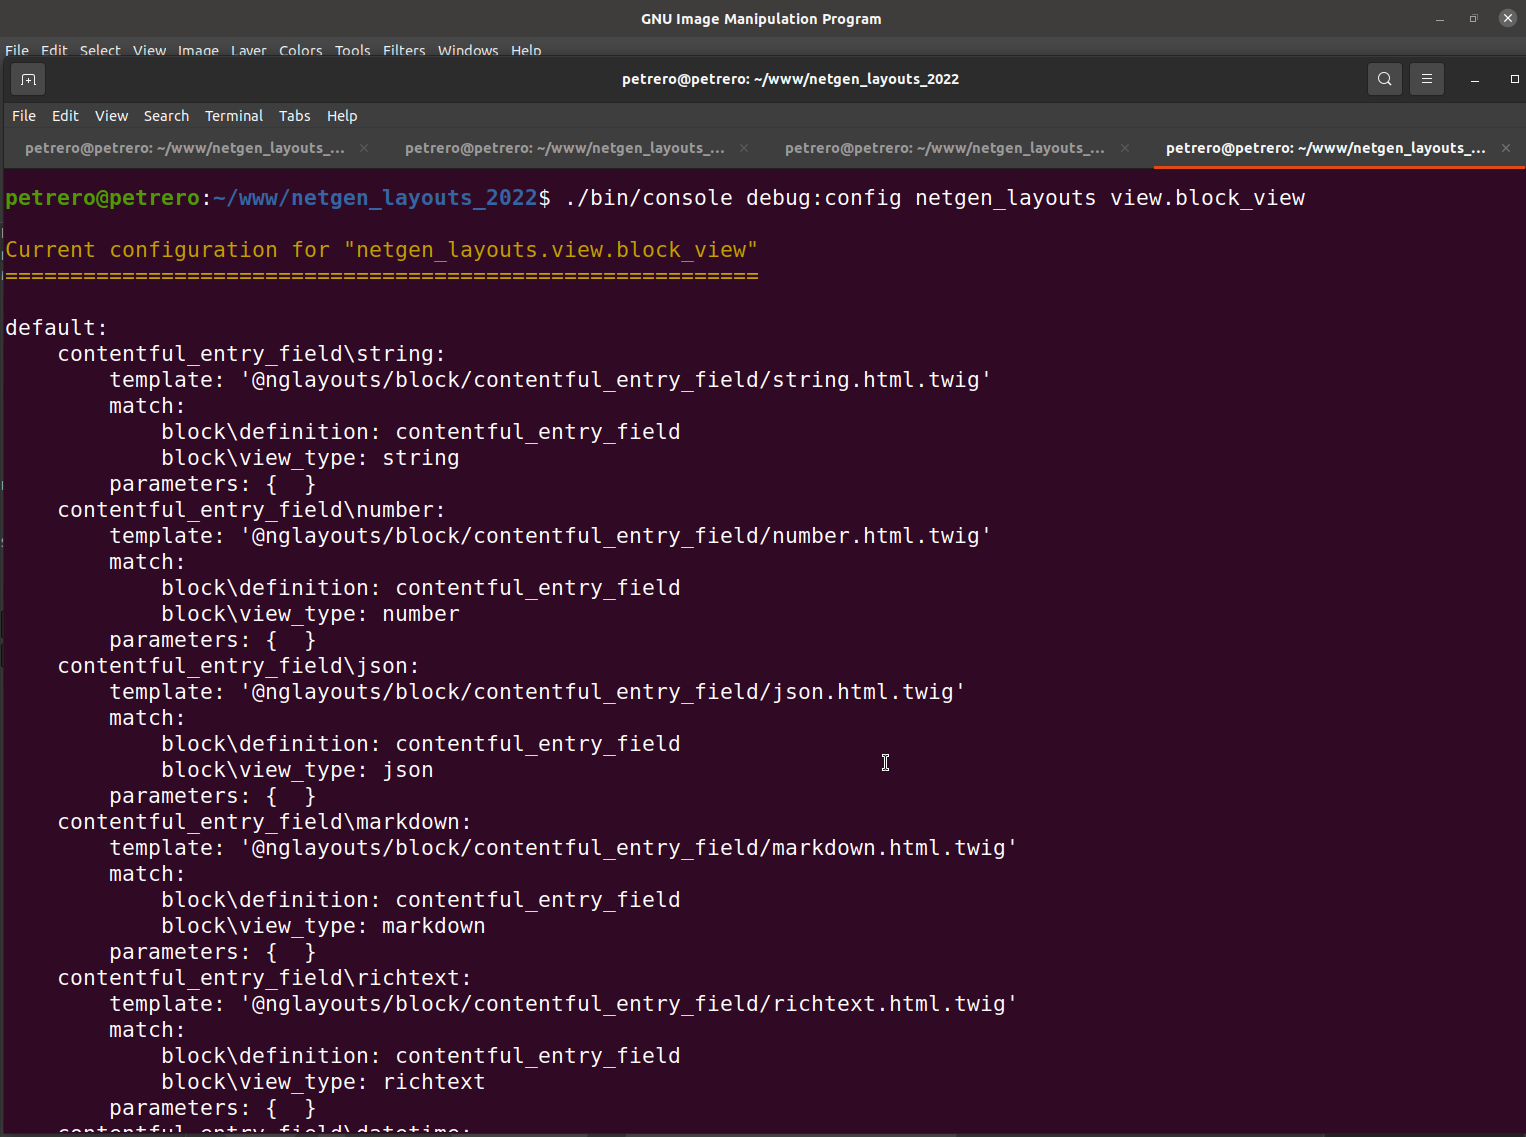 GNU Image Manipulation Program
File Edit Select View Image Layer Colors Tools Filters Windows Help
petrero@petrero: ~/www/netgen_layouts_2022
File Edit View Search Terminal Tabs Help
petrero@petrero: ~/www/netgen_layouts_... petrero@petrero: ~/www/netgen_layouts_... petrero@petrero: ~/www/netgen_layouts_... petrero@petrero: ~/www/netgen_layouts_...
petrero@petrero:~/www/netgen_layouts_2022$ ./bin/console debug:config netgen_layouts view.block_view
Current configuration for "netgen_layouts.view.block_view"
==========================================================
default:
    contentful_entry_field\string:
        template: '@nglayouts/block/contentful_entry_field/string.html.twig'
        match:
            block\definition: contentful_entry_field
            block\view_type: string
        parameters: {  }
    contentful_entry_field\number:
        template: '@nglayouts/block/contentful_entry_field/number.html.twig'
        match:
            block\definition: contentful_entry_field
            block\view_type: number
        parameters: {  }
    contentful_entry_field\json:
        template: '@nglayouts/block/contentful_entry_field/json.html.twig'
        match:
            block\definition: contentful_entry_field
            block\view_type: json
        parameters: {  }
    contentful_entry_field\markdown:
        template: '@nglayouts/block/contentful_entry_field/markdown.html.twig'
        match:
            block\definition: contentful_entry_field
            block\view_type: markdown
        parameters: {  }
    contentful_entry_field\richtext:
        template: '@nglayouts/block/contentful_entry_field/richtext.html.twig'
        match:
            block\definition: contentful_entry_field
            block\view_type: richtext
        parameters: {  }
    contentful_entry_field\datetime: